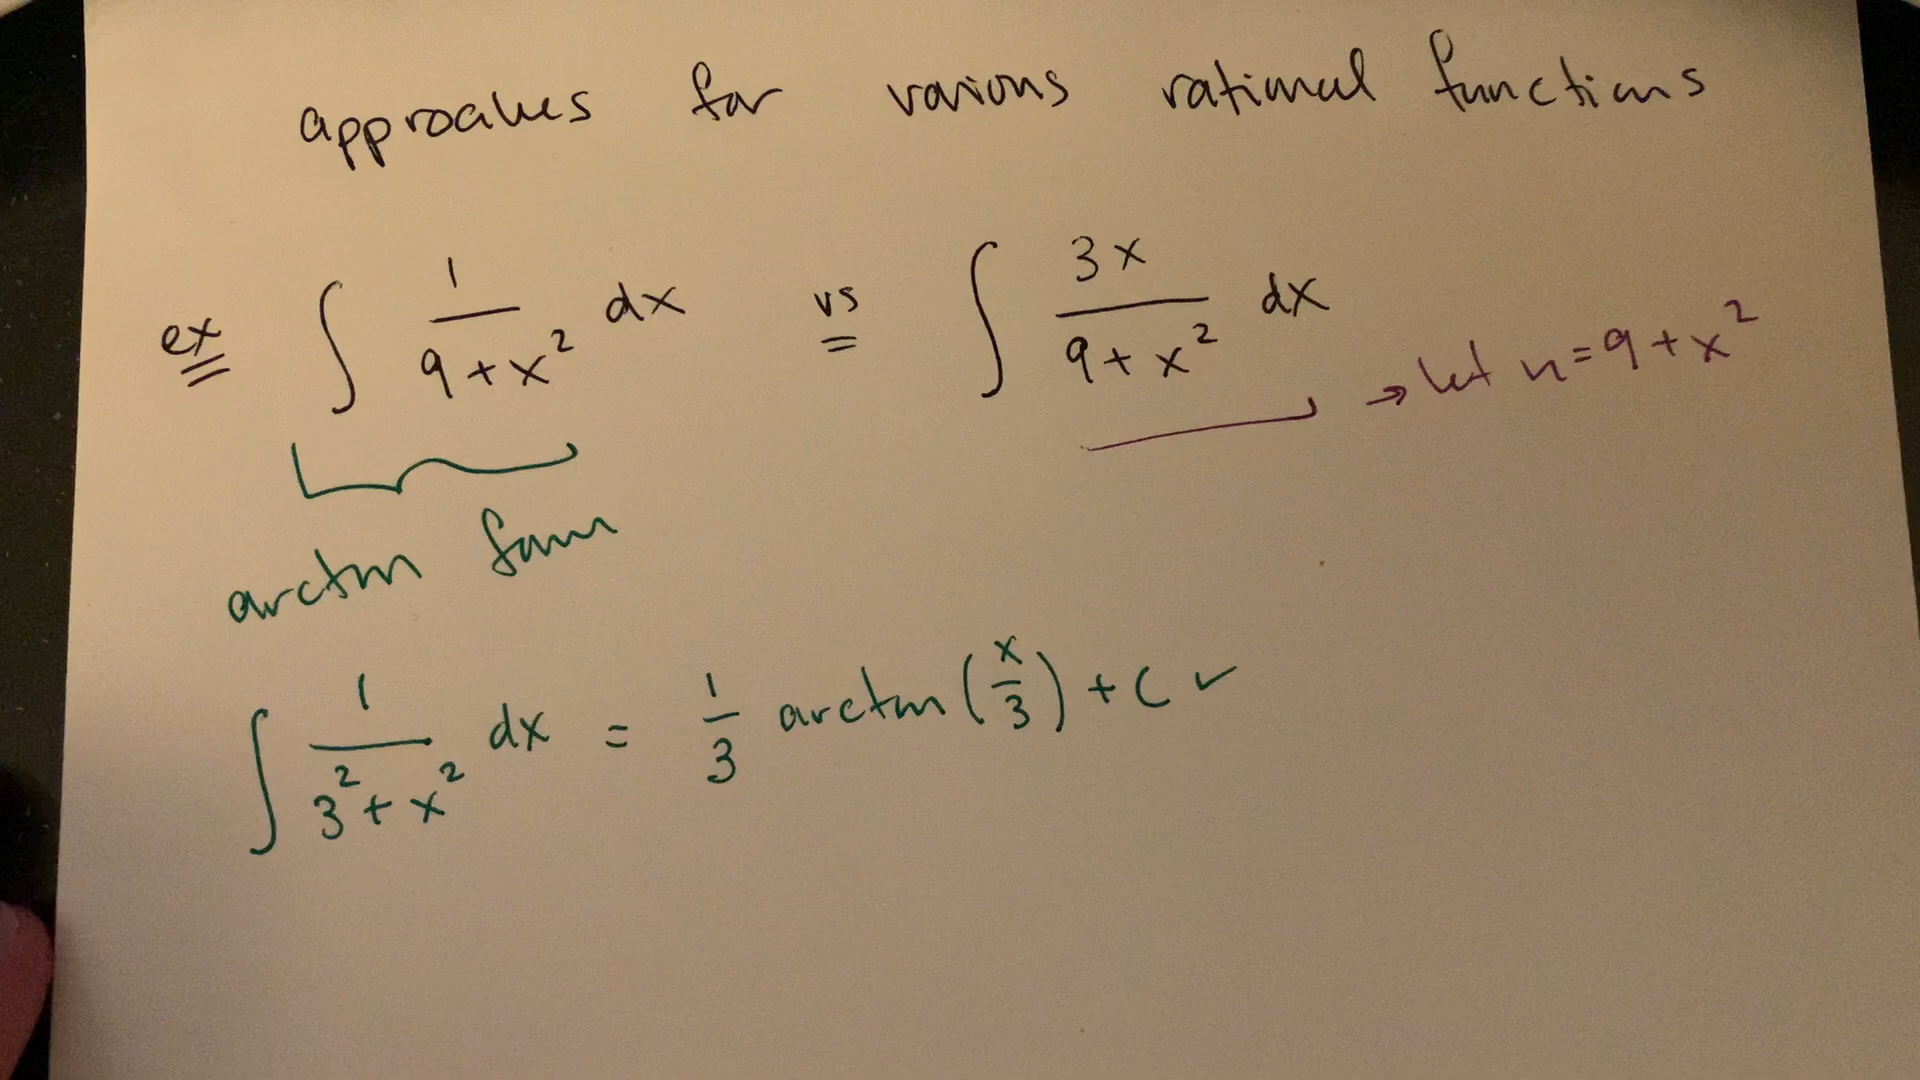 approaches for various rational functions
ex ∫ 1/(9+x²) dx vs ∫ 3x/(9+x²) dx → let u=9+x²
arctan form
∫ 1/(3²+x²) dx = 1/3 arctan(x/3)+C ✓